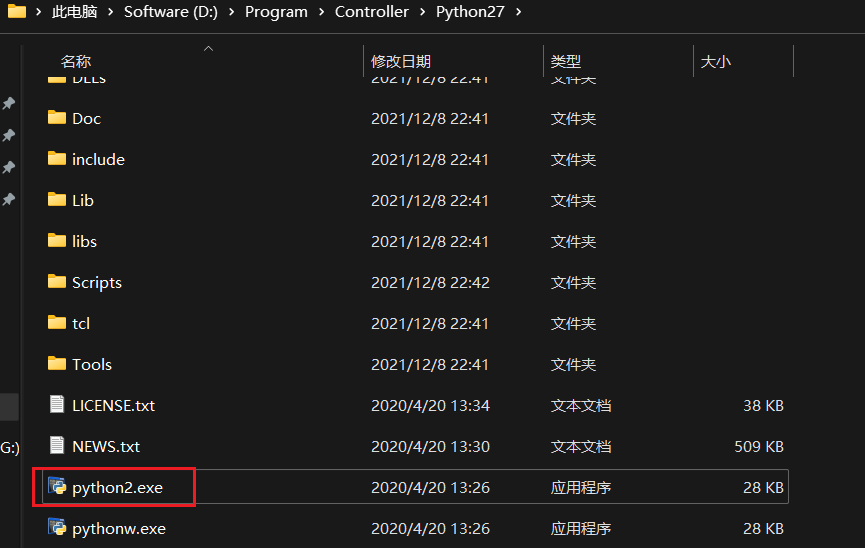 此电脑 > Software (D:) > Program > Controller > Python27 >
名称 修改日期 类型 大小
DLLs 2021/12/8 22:41 文件夹
Doc 2021/12/8 22:41 文件夹
include 2021/12/8 22:41 文件夹
Lib 2021/12/8 22:41 文件夹
libs 2021/12/8 22:41 文件夹
Scripts 2021/12/8 22:42 文件夹
tcl 2021/12/8 22:41 文件夹
Tools 2021/12/8 22:41 文件夹
LICENSE.txt 2020/4/20 13:34 文本文档 38 KB
G:) NEWS.txt 2020/4/20 13:30 文本文档 509 KB
python2.exe 2020/4/20 13:26 应用程序 28 KB
pythonw.exe 2020/4/20 13:26 应用程序 28 KB